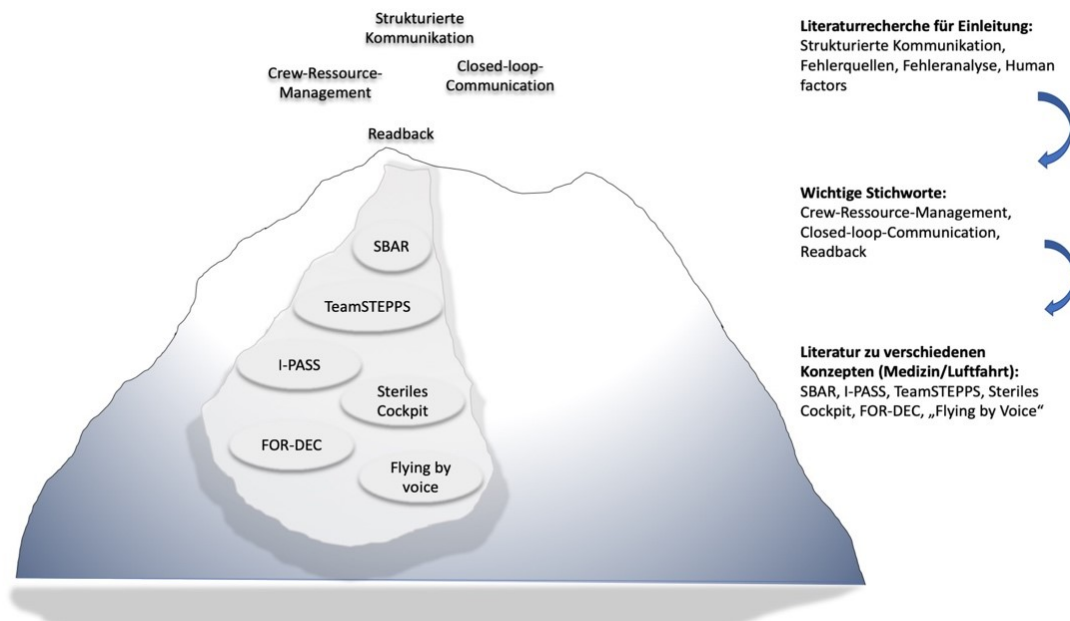 Strukturierte
Kommunikation
Crew-Ressource-
Management
Closed-loop-
Communication
Readback
SBAR
TeamSTEPPS
I-PASS
Steriles
Cockpit
FOR-DEC
Flying by
voice
Literaturrecherche für Einleitung:
Strukturierte Kommunikation,
Fehlerquellen, Fehleranalyse, Human
factors
Wichtige Stichworte:
Crew-Ressource-Management,
Closed-loop-Communication,
Readback
Literatur zu verschiedenen
Konzepten (Medizin/Luftfahrt):
SBAR, I-PASS, TeamSTEPPS, Steriles
Cockpit, FOR-DEC, „Flying by Voice“